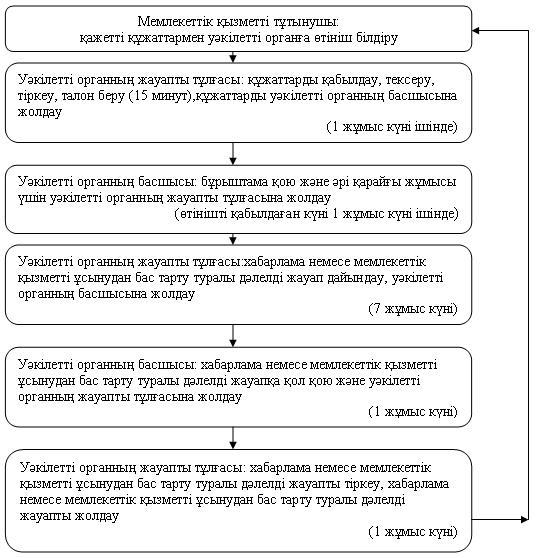 Мемлекеттік қызметті тұтынушы:
қажетті құжаттармен уәкілетті органға өтініш білдіру
Уәкілетті органның жауапты тұлғасы: құжаттарды қабылдау, тексеру,
тіркеу, талон беру (15 минут),құжаттарды уәкілетті органның басшысына
жолдау
(1 жұмыс күні ішінде)
Уәкілетті органның басшысы: бұрыштама қою және әрі қарайғы жұмысы
үшін уәкілетті органның жауапты тұлғасына жолдау
(өтінішті қабылдаған күні 1 жұмыс күні ішінде)
Уәкілетті органның жауапты тұлғасы:хабарлама немесе мемлекеттік
қызметті ұсынудан бас тарту туралы дәлелді жауап дайындау, уәкілетті
органның басшысына жолдау
(7 жұмыс күні)
Уәкілетті органның басшысы: хабарлама немесе мемлекеттік қызметті
ұсынудан бас тарту туралы дәлелді жауапқа қол қою және уәкілетті
органның жауапты тұлғасына жолдау
(1 жұмыс күні)
Уәкілетті органның жауапты тұлғасы: хабарлама немесе мемлекеттік
қызметті ұсынудан бас тарту туралы дәлелді жауапты тіркеу, хабарлама
немесе мемлекеттік қызметті ұсынудан бас тарту туралы дәлелді
жауапты жолдау
(1 жұмыс күні)